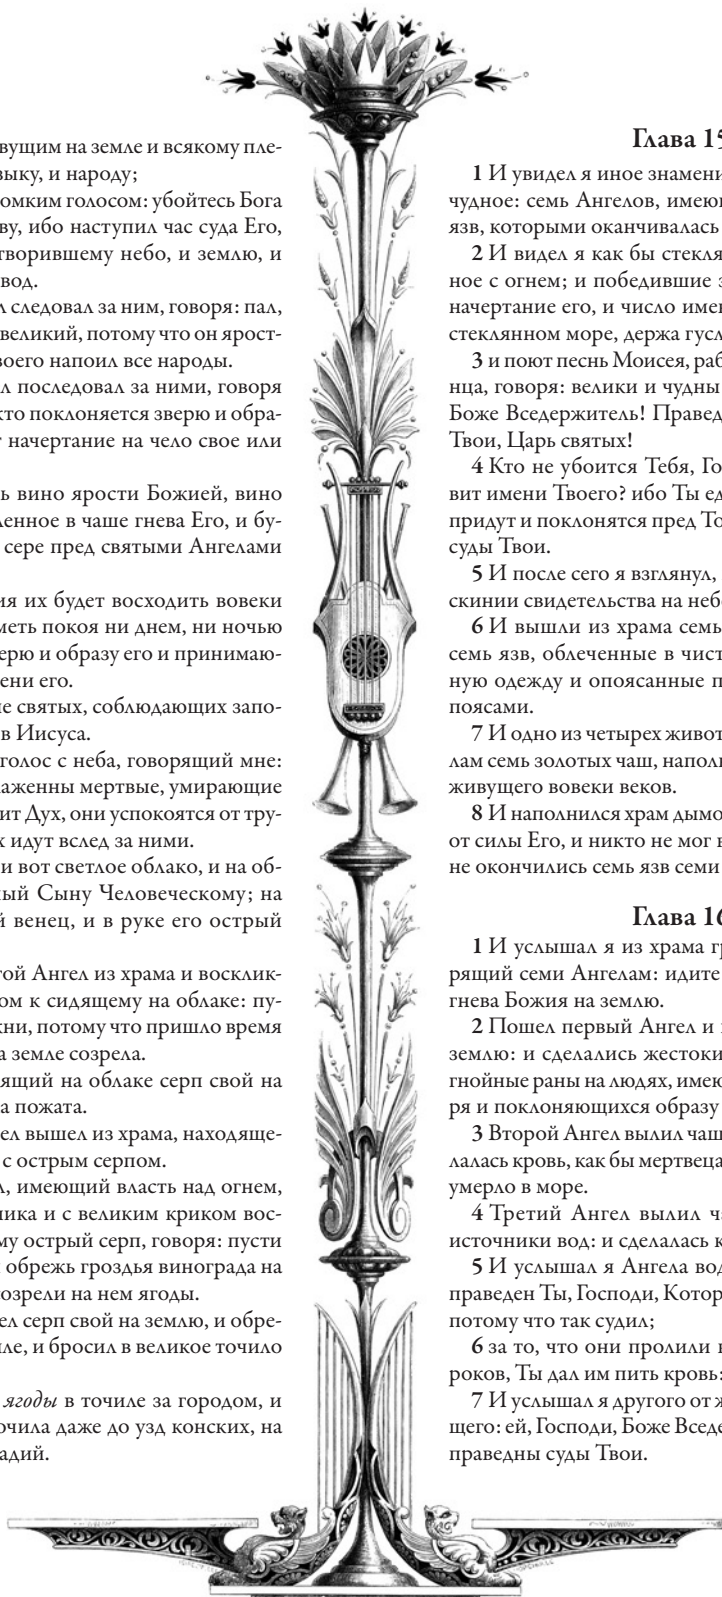 вущим на земле и всякому пле-
зыку, и народу;
омким голосом: убойтесь Бога
ву, ибо наступил час суда Его,
творившему небо, и землю, и
вод.
л следовал за ним, говоря: пал,
великий, потому что он ярост-
воего напоил все народы.
л последовал за ними, говоря
кто поклоняется зверю и обра-
т начертание на чело свое или
ь вино ярости Божией, вино
ленное в чаше гнева Его, и бу-
сере пред святыми Ангелами
ия их будет восходить вовеки
меть покоя ни днем, ни ночью
верю и образу его и принимаю-
ени его.
ие святых, соблюдающих запо-
в Иисуса.
голос с неба, говорящий мне:
лаженны мертвые, умирающие
ит Дух, они успокоятся от тру-
х идут вслед за ними.
и вот светлое облако, и на об-
ный Сыну Человеческому; на
й венец, и в руке его острый
гой Ангел из храма и восклик-
ом к сидящему на облаке: пу-
жни, потому что пришло время
а земле созрела.
дящий на облаке серп свой на
а пожата.
ел вышел из храма, находяще-
с острым серпом.
л, имеющий власть над огнем,
ника и с великим криком вос-
му острый серп, говоря: пусти
обрежь гроздья винограда на
озрели на нем ягоды.
ел серп свой на землю, и обре-
мле, и бросил в великое точило
ягоды в точиле за городом, и
очила даже до узд конских, на
адий.
Глава 15
1 И увидел я иное знамени
чудное: семь Ангелов, имею
язв, которыми оканчивалась
2 И видел я как бы стекля
ное с огнем; и победившие з
начертание его, и число имен
стеклянном море, держа гусл
3 и поют песнь Моисея, раб
нца, говоря: велики и чудны
Боже Вседержитель! Правед
Твои, Царь святых!
4 Кто не убоится Тебя, Го
вит имени Твоего? ибо Ты ед
придут и поклонятся пред То
суды Твои.
5 И после сего я взглянул,
скинии свидетельства на неб
6 И вышли из храма семь
семь язв, облеченные в чист
ную одежду и опоясанные п
поясами.
7 И одно из четырех живот
лам семь золотых чаш, наполн
живущего вовеки веков.
8 И наполнился храм дымо
от силы Его, и никто не мог в
не окончились семь язв семи
Глава 16
1 И услышал я из храма гр
рящий семи Ангелам: идите
гнева Божия на землю.
2 Пошел первый Ангел и
землю: и сделались жестоки
гнойные раны на людях, имею
ря и поклоняющихся образу
3 Второй Ангел вылил чаш
лалась кровь, как бы мертвеца
умерло в море.
4 Третий Ангел вылил ча
источники вод: и сделалась к
5 И услышал я Ангела вод
праведен Ты, Господи, Котор
потому что так судил;
6 за то, что они пролили к
роков, Ты дал им пить кровь:
7 И услышал я другого от ж
щего: ей, Господи, Боже Вседе
праведны суды Твои.